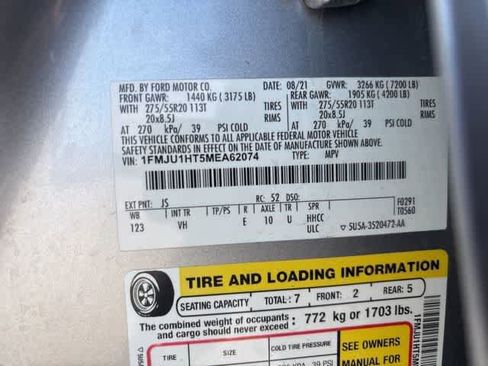 MFD. BY FORD MOTOR CO.
DATE: 08/21 GVWR: 3266 KG (7200 LB)
FRONT GAWR: 1440 KG (3175 LB) REAR GAWR: 1905 KG (4200 LB)
275/55R20 113T TIRES 275/55R20 113T TIRES
20x8.5J RIMS 20x8.5J RIMS
AT 270 kPa/ 39 PSI COLD AT 270 kPa/ 39 PSI COLD
THIS VEHICLE CONFORMS TO ALL APPLICABLE FEDERAL MOTOR VEHICLE
SAFETY STANDARDS IN EFFECT ON THE DATE OF MANUFACTURE SHOWN ABOVE.
VIN: 1FMJU1HT5MEA62074 TYPE: MPV
EXT PNT: JS RC: 52 DSO: F0291
WB INT TR TP/PS R AXLE TR SPR T0560
123 VH E 10 U HHCC
ULC ▽ 5U5A-3520472-AA
TIRE AND LOADING INFORMATION
SEATING CAPACITY TOTAL: 7 FRONT: 2 REAR: 5
The combined weight of occupants
and cargo should never exceed : 772 kg or 1703 lbs.
TIRE SIZE COLD TIRE PRESSURE
SEE OWNERS
MANUAL FOR